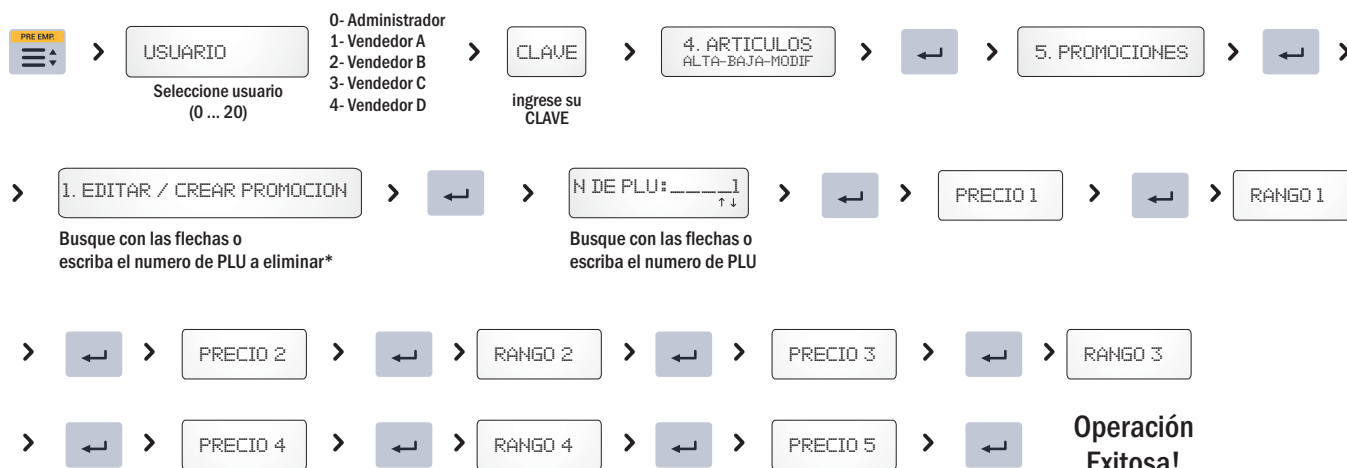 PRE EMP.
USUARIO
Seleccione usuario
(0 ... 20)
0- Administrador
1- Vendedor A
2- Vendedor B
3- Vendedor C
4- Vendedor D
CLAVE
ingrese su
CLAVE
4. ARTICULOS
ALTA-BAJA-MODIF
5. PROMOCIONES
1. EDITAR / CREAR PROMOCION
Busque con las flechas o
escriba el numero de PLU a eliminar*
N DE PLU:____1
↑↓
Busque con las flechas o
escriba el numero de PLU
PRECIO 1
RANGO 1
PRECIO 2
RANGO 2
PRECIO 3
RANGO 3
PRECIO 4
RANGO 4
PRECIO 5
Operación
Exitosa!